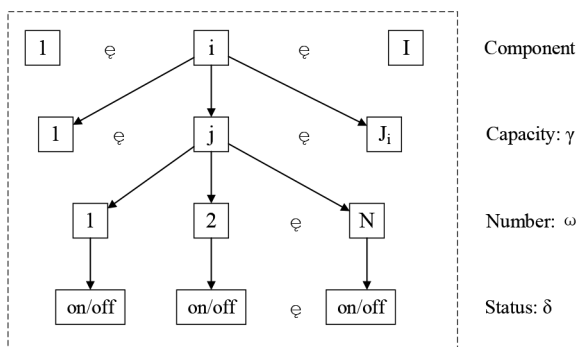 1 ę i ę I Component
1 ę j ę Jᵢ Capacity: γ
1 2 ę N Number: ω
on/off on/off ę on/off Status: δ